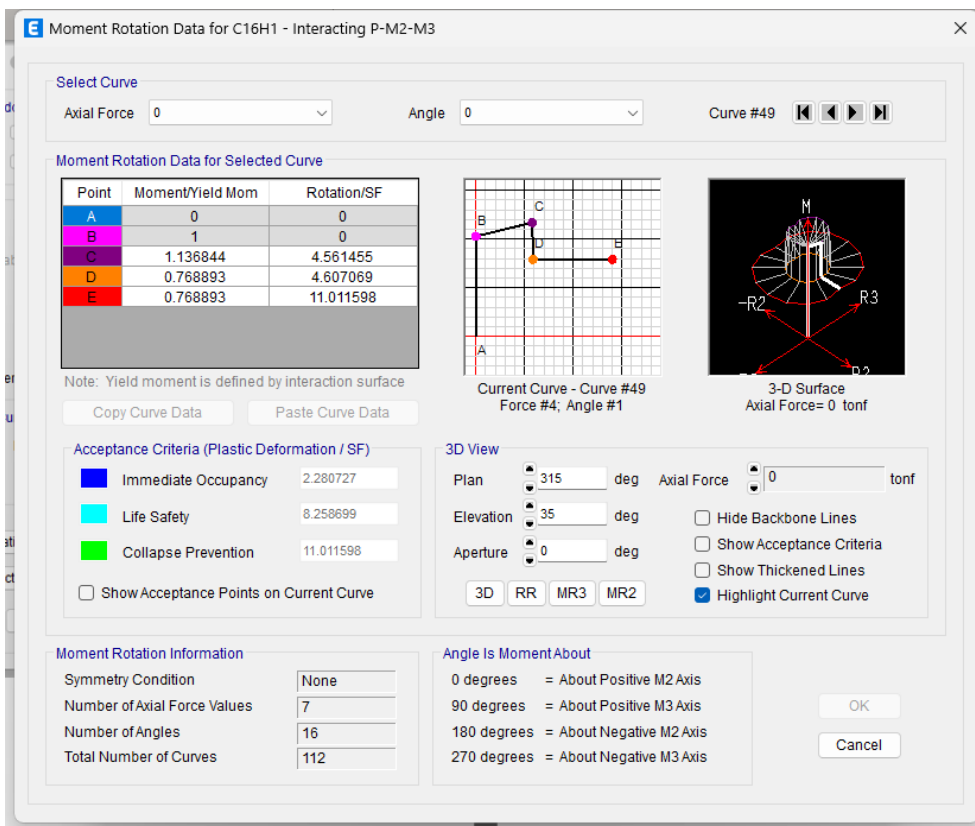 E Moment Rotation Data for C16H1 - Interacting P-M2-M3
Select Curve
Axial Force 0 Angle 0 Curve #49
Moment Rotation Data for Selected Curve
Point Moment/Yield Mom Rotation/SF
A 0 0
B 1 0
C 1.136844 4.561455
D 0.768893 4.607069
E 0.768893 11.011598
Note: Yield moment is defined by interaction surface
Copy Curve Data Paste Curve Data
B C D E A
Current Curve - Curve #49
Force #4; Angle #1
M
-R2 R3
3-D Surface
Axial Force= 0 tonf
Acceptance Criteria (Plastic Deformation / SF)
Immediate Occupancy 2.280727
Life Safety 8.258699
Collapse Prevention 11.011598
Show Acceptance Points on Current Curve
3D View
Plan 315 deg Axial Force 0 tonf
Elevation 35 deg
Aperture 0 deg
3D RR MR3 MR2
Hide Backbone Lines
Show Acceptance Criteria
Show Thickened Lines
Highlight Current Curve
Moment Rotation Information
Symmetry Condition None
Number of Axial Force Values 7
Number of Angles 16
Total Number of Curves 112
Angle Is Moment About
0 degrees = About Positive M2 Axis
90 degrees = About Positive M3 Axis
180 degrees = About Negative M2 Axis
270 degrees = About Negative M3 Axis
OK
Cancel